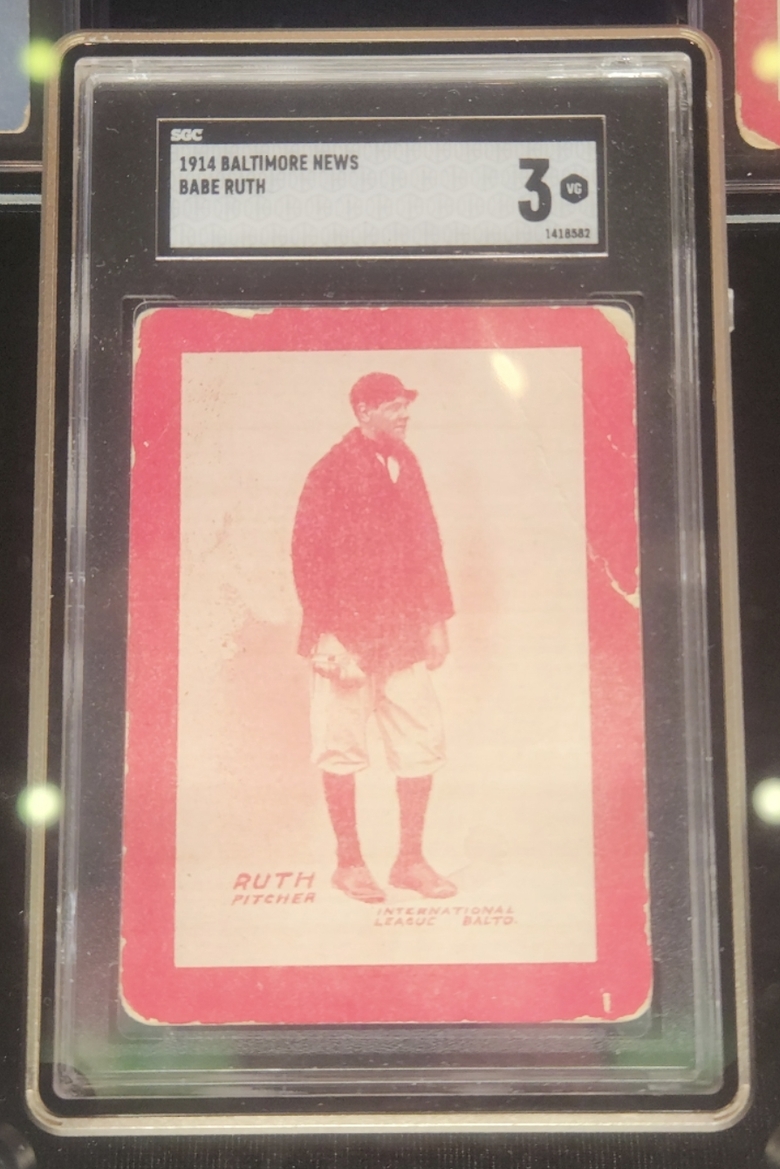 SGC
1914 BALTIMORE NEWS
BABE RUTH
3 VG
1418582
RUTH
PITCHER
INTERNATIONAL
LEAGUE BALTO.